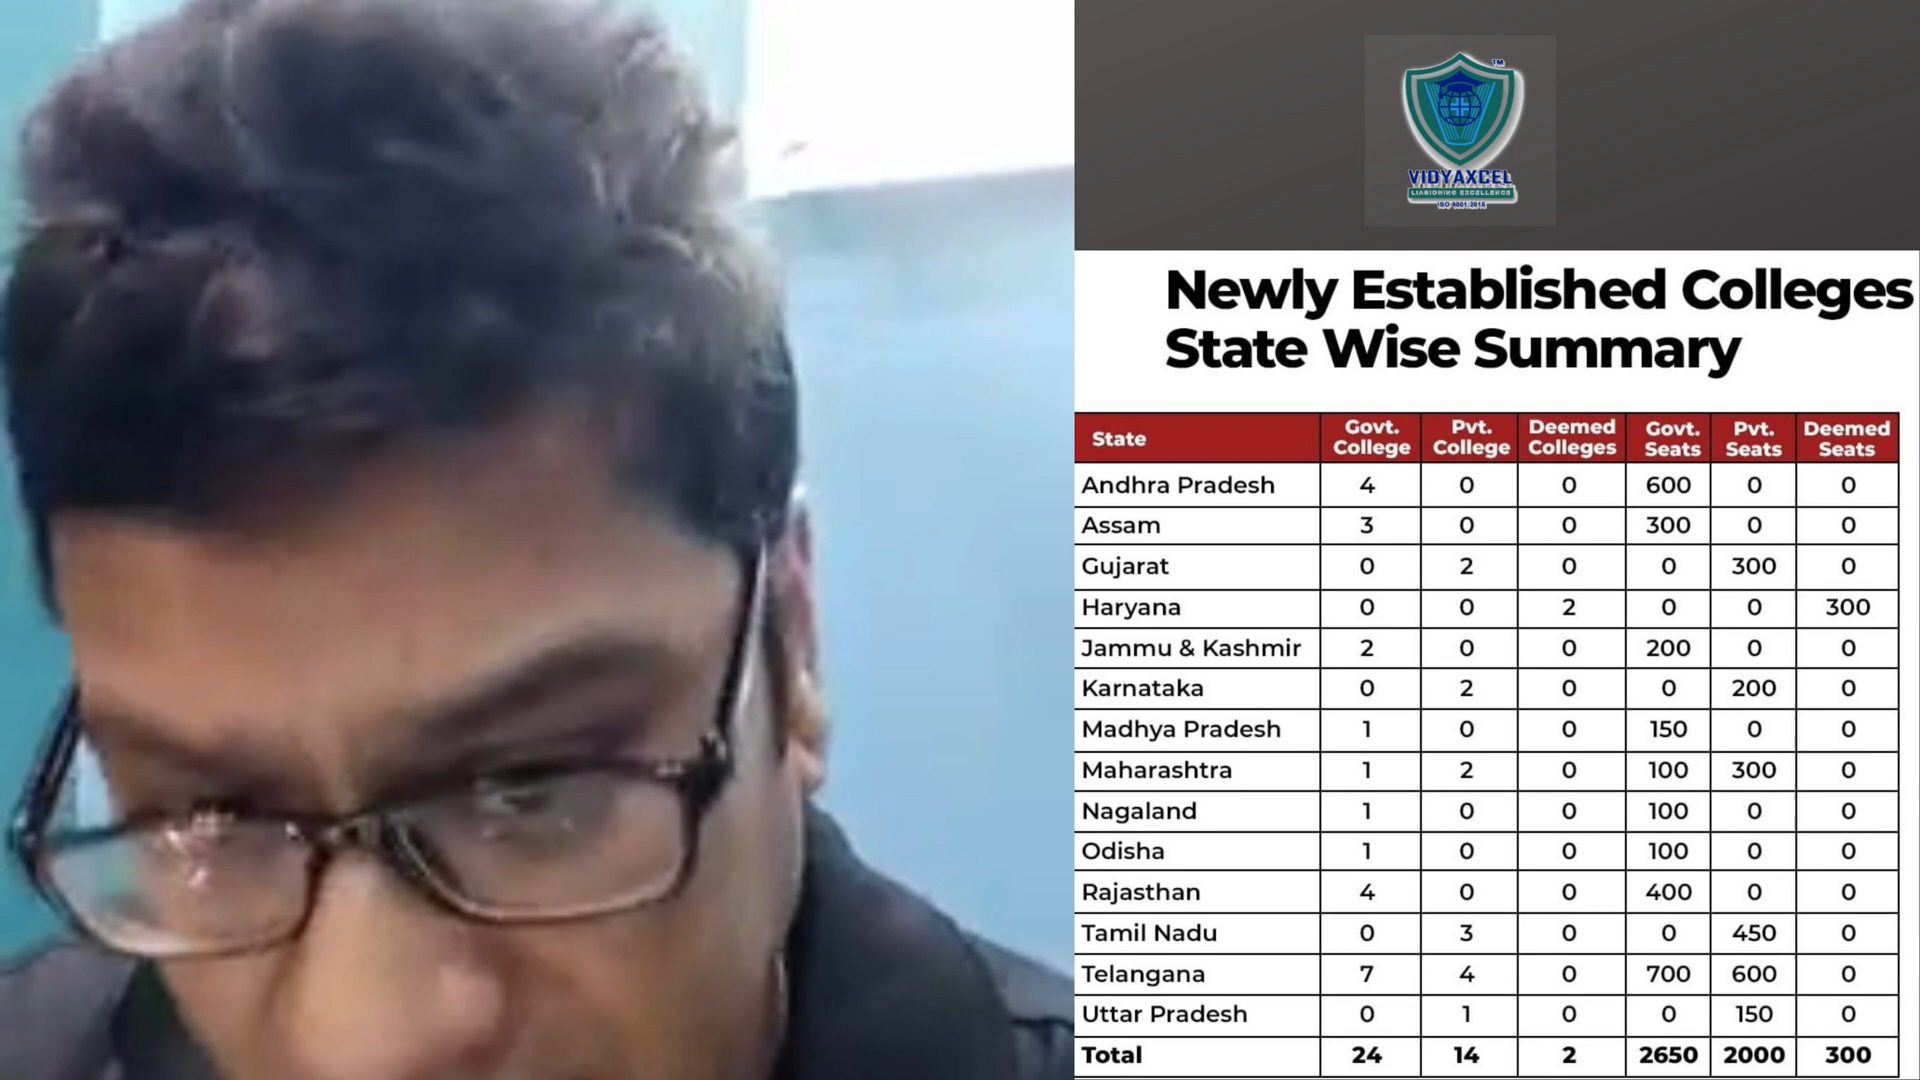 TM
VIDYAXCEL
LIASIONING EXCELLENCE
ISO 9001:2015
Newly Established Colleges
State Wise Summary
State Govt. College Pvt. College Deemed Colleges Govt. Seats Pvt. Seats Deemed Seats
Andhra Pradesh 4 0 0 600 0 0
Assam 3 0 0 300 0 0
Gujarat 0 2 0 0 300 0
Haryana 0 0 2 0 0 300
Jammu & Kashmir 2 0 0 200 0 0
Karnataka 0 2 0 0 200 0
Madhya Pradesh 1 0 0 150 0 0
Maharashtra 1 2 0 100 300 0
Nagaland 1 0 0 100 0 0
Odisha 1 0 0 100 0 0
Rajasthan 4 0 0 400 0 0
Tamil Nadu 0 3 0 0 450 0
Telangana 7 4 0 700 600 0
Uttar Pradesh 0 1 0 0 150 0
Total 24 14 2 2650 2000 300